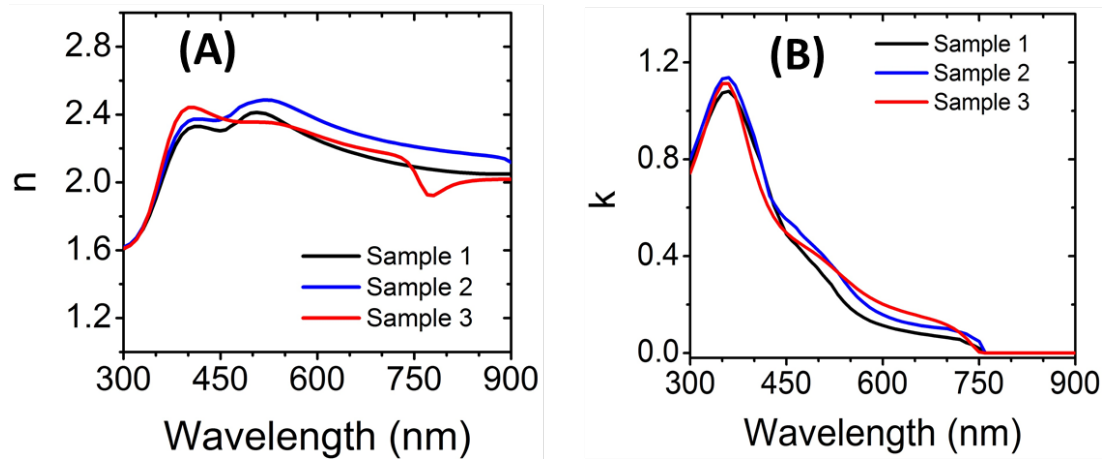 (A)
n
2.8
2.4
2.0
1.6
1.2
Sample 1
Sample 2
Sample 3
300 450 600 750 900
Wavelength (nm)
(B)
k
1.2
0.8
0.4
0.0
Sample 1
Sample 2
Sample 3
300 450 600 750 900
Wavelength (nm)